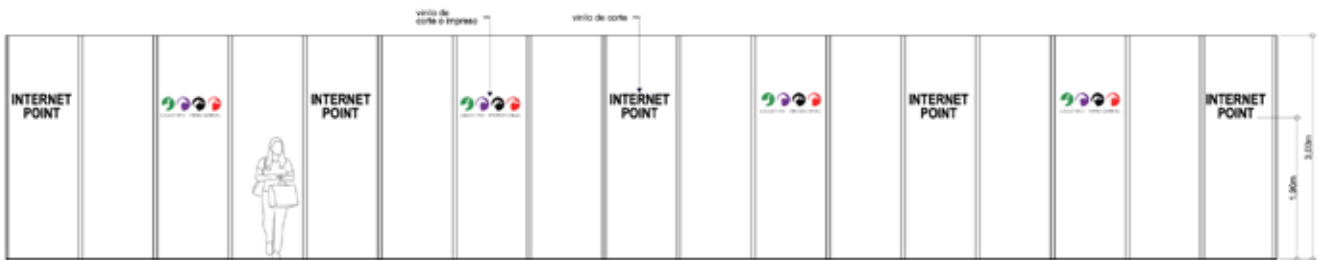 vinilo de
corte o impreso
vinilo de corte
INTERNET
POINT
INTERNET
POINT
INTERNET
POINT
INTERNET
POINT
INTERNET
POINT
3,00m
1,90m